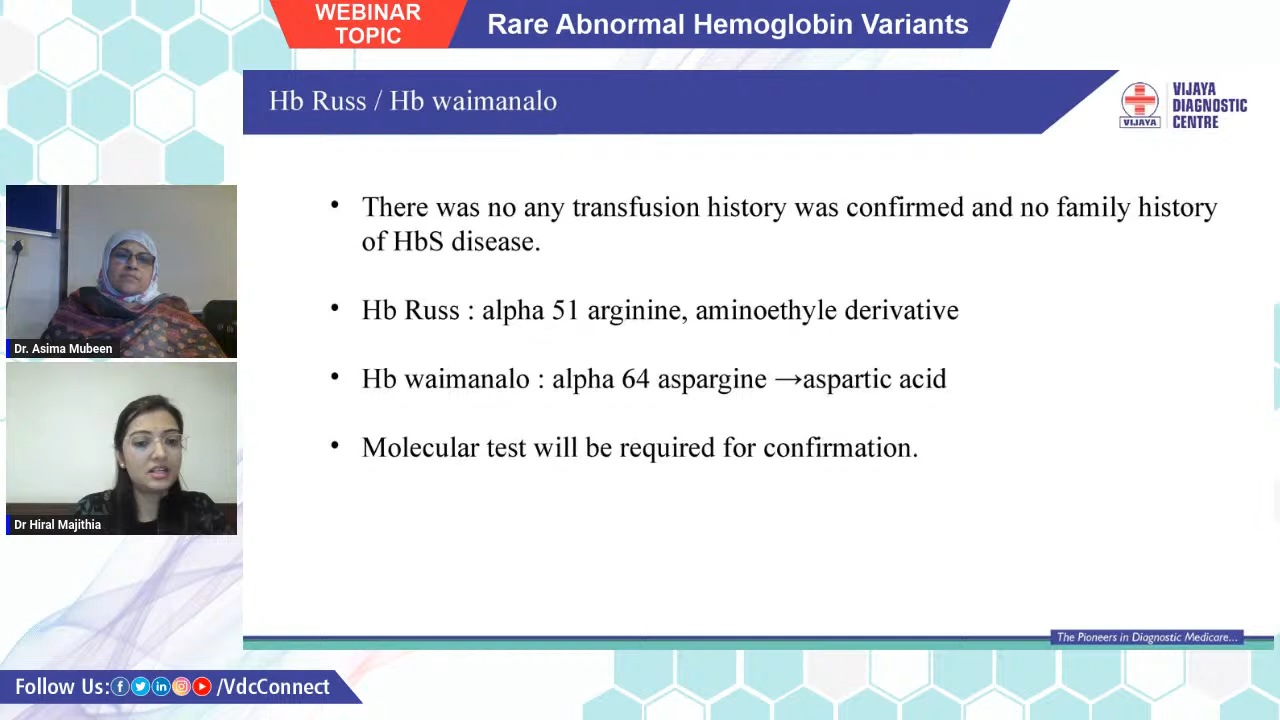 WEBINAR
TOPIC
Rare Abnormal Hemoglobin Variants
Hb Russ / Hb waimanalo
VIJAYA
VIJAYA
DIAGNOSTIC
CENTRE
• There was no any transfusion history was confirmed and no family history
of HbS disease.
• Hb Russ : alpha 51 arginine, aminoethyle derivative
• Hb waimanalo : alpha 64 aspargine →aspartic acid
• Molecular test will be required for confirmation.
Dr. Asima Mubeen
Dr Hiral Majithia
The Pioneers in Diagnostic Medicare...
Follow Us: /VdcConnect